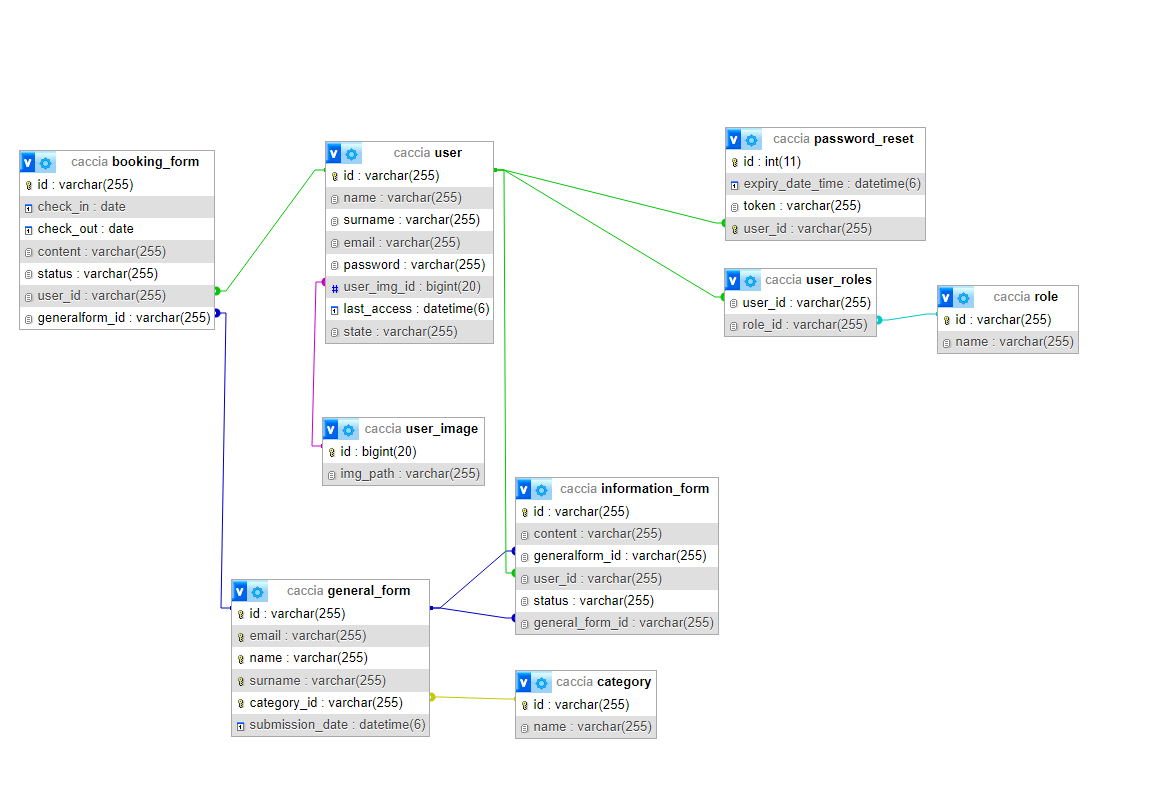 caccia booking_form
id : varchar(255)
check_in : date
check_out : date
content : varchar(255)
status : varchar(255)
user_id : varchar(255)
generalform_id : varchar(255)
caccia user
id : varchar(255)
name : varchar(255)
surname : varchar(255)
email : varchar(255)
password : varchar(255)
user_img_id : bigint(20)
last_access : datetime(6)
state : varchar(255)
caccia password_reset
id : int(11)
expiry_date_time : datetime(6)
token : varchar(255)
user_id : varchar(255)
caccia user_roles
user_id : varchar(255)
role_id : varchar(255)
caccia role
id : varchar(255)
name : varchar(255)
caccia user_image
id : bigint(20)
img_path : varchar(255)
caccia information_form
id : varchar(255)
content : varchar(255)
generalform_id : varchar(255)
user_id : varchar(255)
status : varchar(255)
general_form_id : varchar(255)
caccia general_form
id : varchar(255)
email : varchar(255)
name : varchar(255)
surname : varchar(255)
category_id : varchar(255)
submission_date : datetime(6)
caccia category
id : varchar(255)
name : varchar(255)